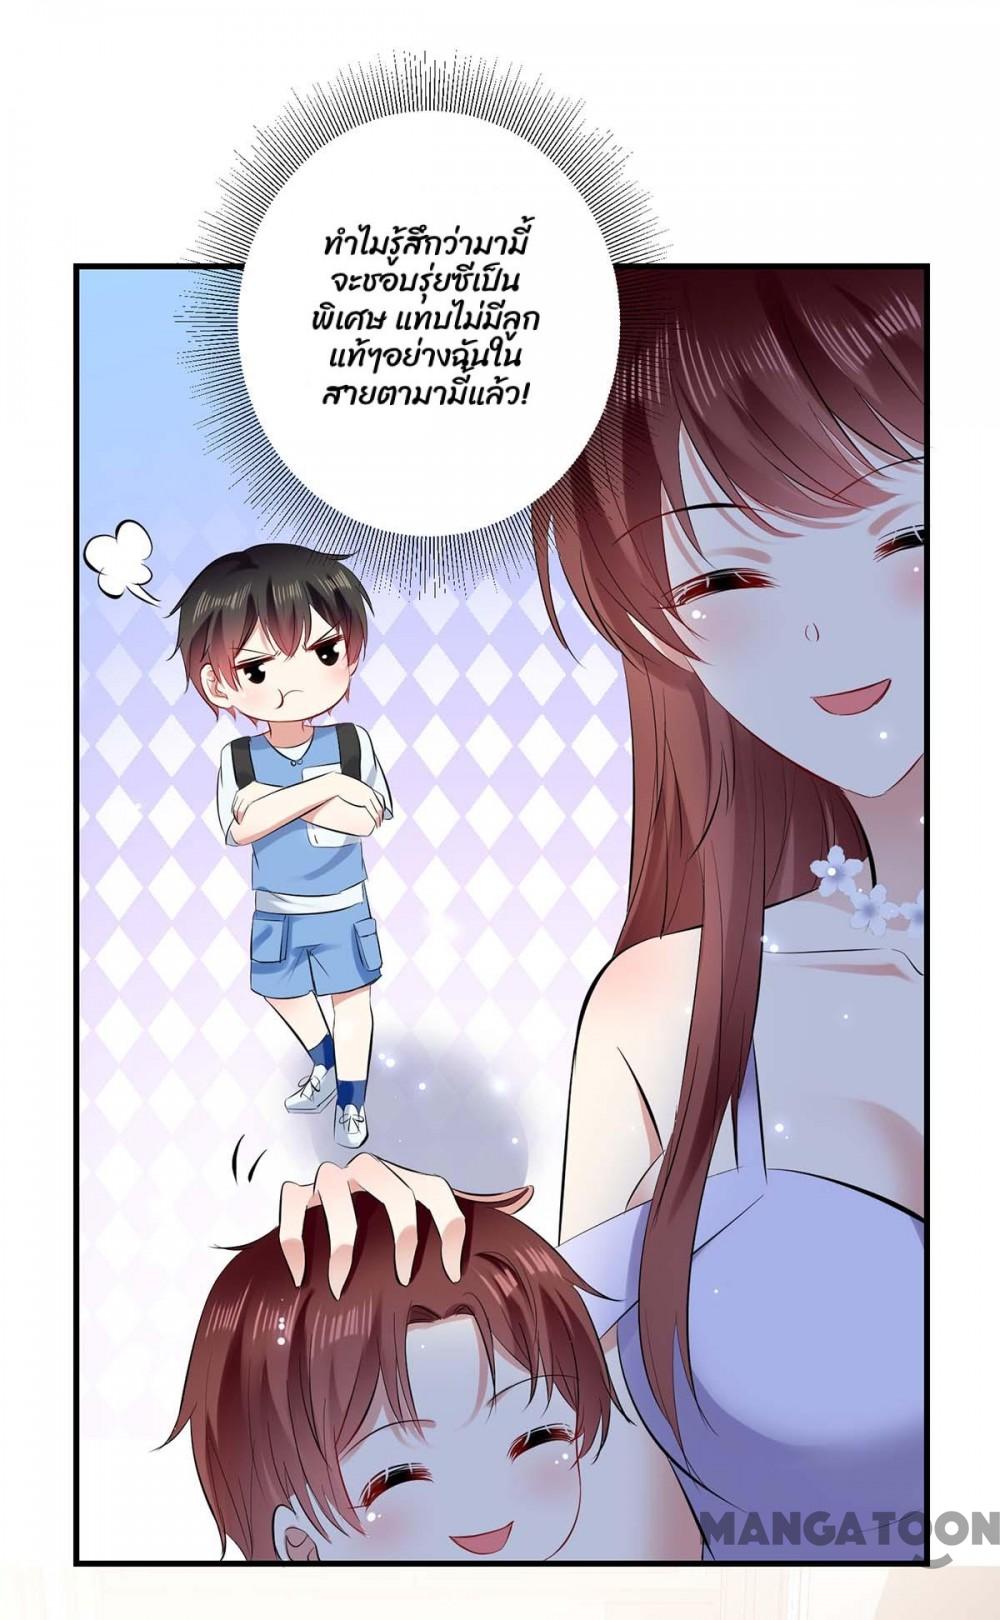 ทำไมรู้สึกว่ามามี้
จะชอบรุ่ยซีเป็น
พิเศษ แทบไม่มีลูก
แท้ๆอย่างฉันใน
สายตามามี้แล้ว!
MANGATOON